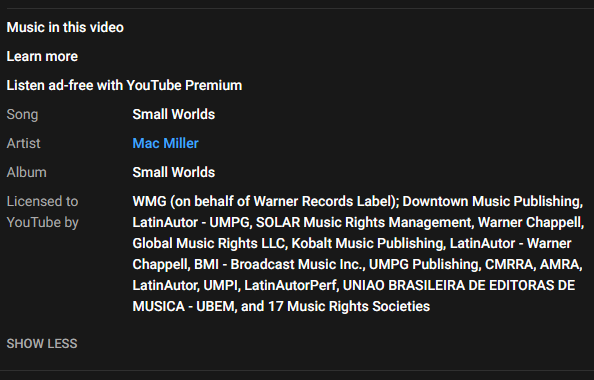 Music in this video
Learn more
Listen ad-free with YouTube Premium
Song Small Worlds
Artist Mac Miller
Album Small Worlds
Licensed to YouTube by WMG (on behalf of Warner Records Label); Downtown Music Publishing,
LatinAutor - UMPG, SOLAR Music Rights Management, Warner Chappell,
Global Music Rights LLC, Kobalt Music Publishing, LatinAutor - Warner
Chappell, BMI - Broadcast Music Inc., UMPG Publishing, CMRRA, AMRA,
LatinAutor, UMPI, LatinAutorPerf, UNIAO BRASILEIRA DE EDITORAS DE
MUSICA - UBEM, and 17 Music Rights Societies
SHOW LESS